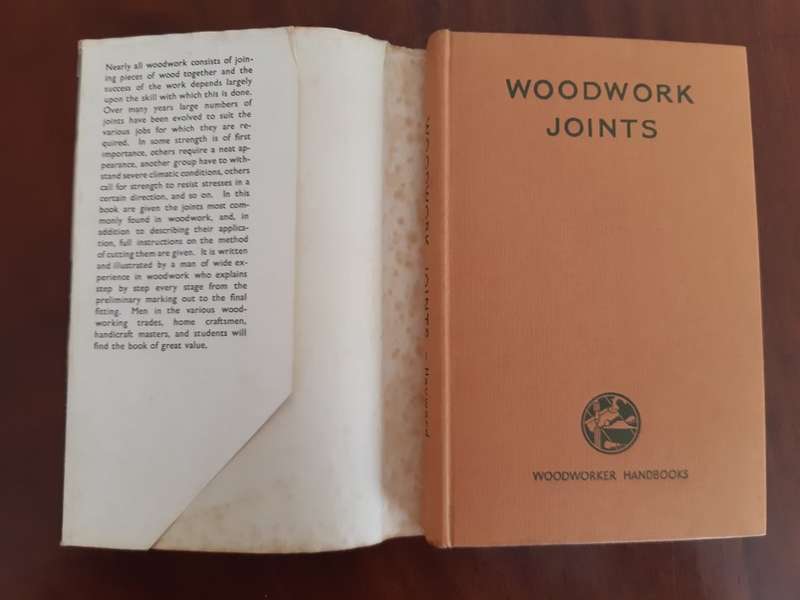 Nearly all woodwork consists of join-
ing pieces of wood together and the
success of the work depends largely
upon the skill with which this is done.
Over many years large numbers of
joints have been evolved to suit the
various jobs for which they are re-
quired. In some strength is of first
importance, others require a neat ap-
pearance, another group have to with-
stand severe climatic conditions, others
call for strength to resist stresses in a
certain direction, and so on. In this
book are given the joints most com-
monly found in woodwork, and, in
addition to describing their applica-
tion, full instructions on the method
of cutting them are given. It is written
and illustrated by a man of wide ex-
perience in woodwork who explains
step by step every stage from the
preliminary marking out to the final
fitting. Men in the various wood-
working trades, home craftsmen,
handicraft masters, and students will
find the book of great value.
WOODWORK JOINTS - Hayward
WOODWORK
JOINTS
WOODWORKER HANDBOOKS